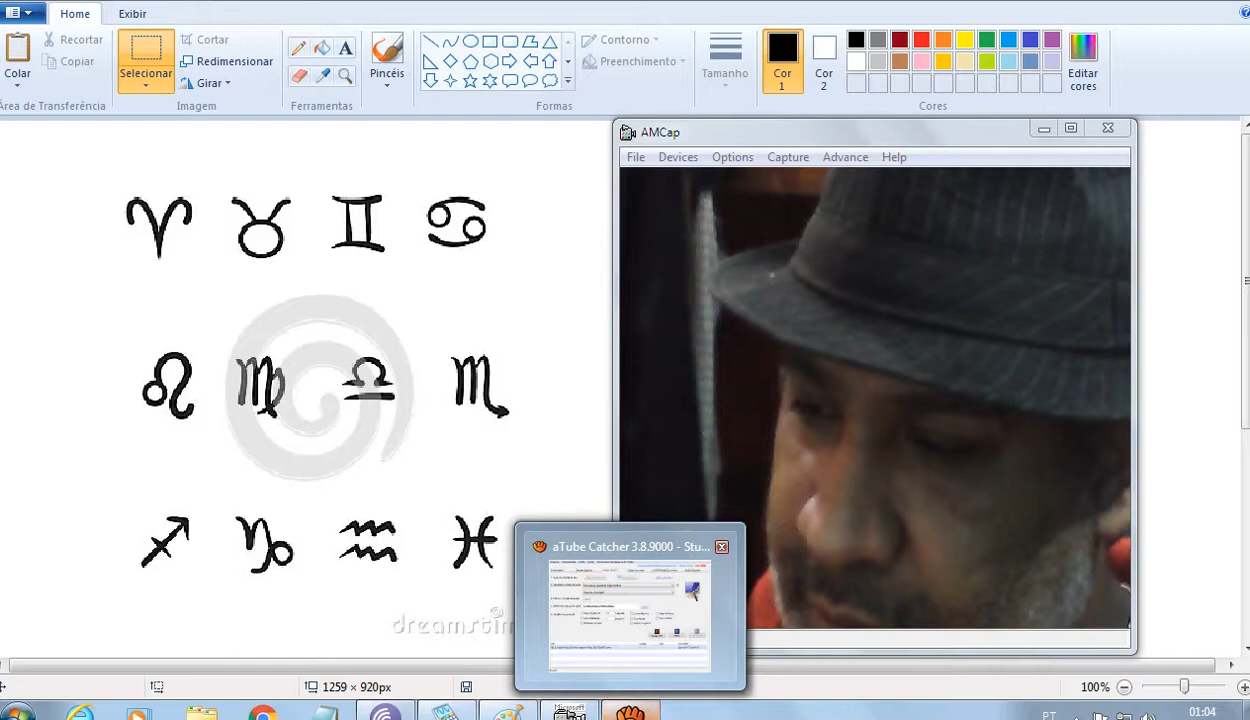 Home Exibir
Colar
Recortar
Copiar
Área de Transferência
Selecionar
Cortar
Redimensionar
Girar
Imagem
Ferramentas
Pincéis
Contorno
Preenchimento
Formas
Tamanho
Cor 1
Cor 2
Editar cores
Cores
AMCap
File Devices Options Capture Advance Help
♈ ♉ ♊ ♋
♌ ♍ ♎ ♏
♐ ♑ ♒ ♓
aTube Catcher 3.8.9000 - Stu...
dreamstim
1259 × 920px
100%
Microsoft
PT
01:04